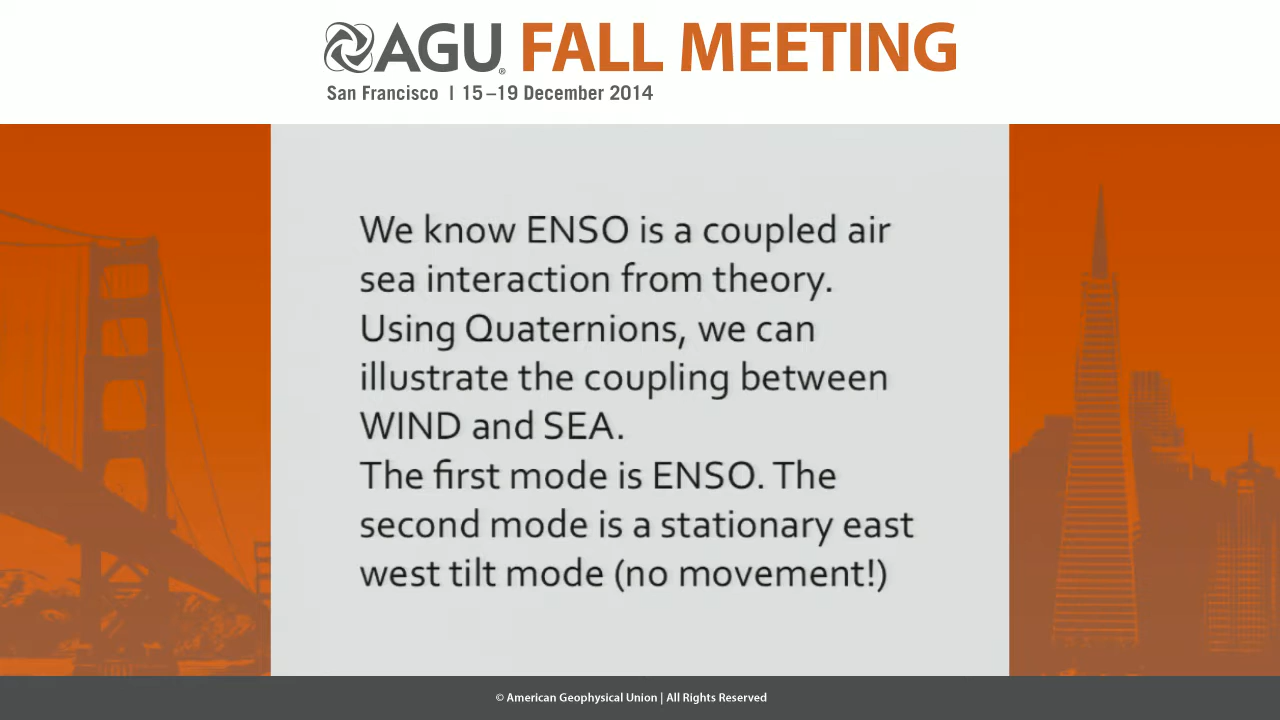 AGU® FALL MEETING
San Francisco | 15–19 December 2014
We know ENSO is a coupled air
sea interaction from theory.
Using Quaternions, we can
illustrate the coupling between
WIND and SEA.
The first mode is ENSO. The
second mode is a stationary east
west tilt mode (no movement!)
© American Geophysical Union | All Rights Reserved